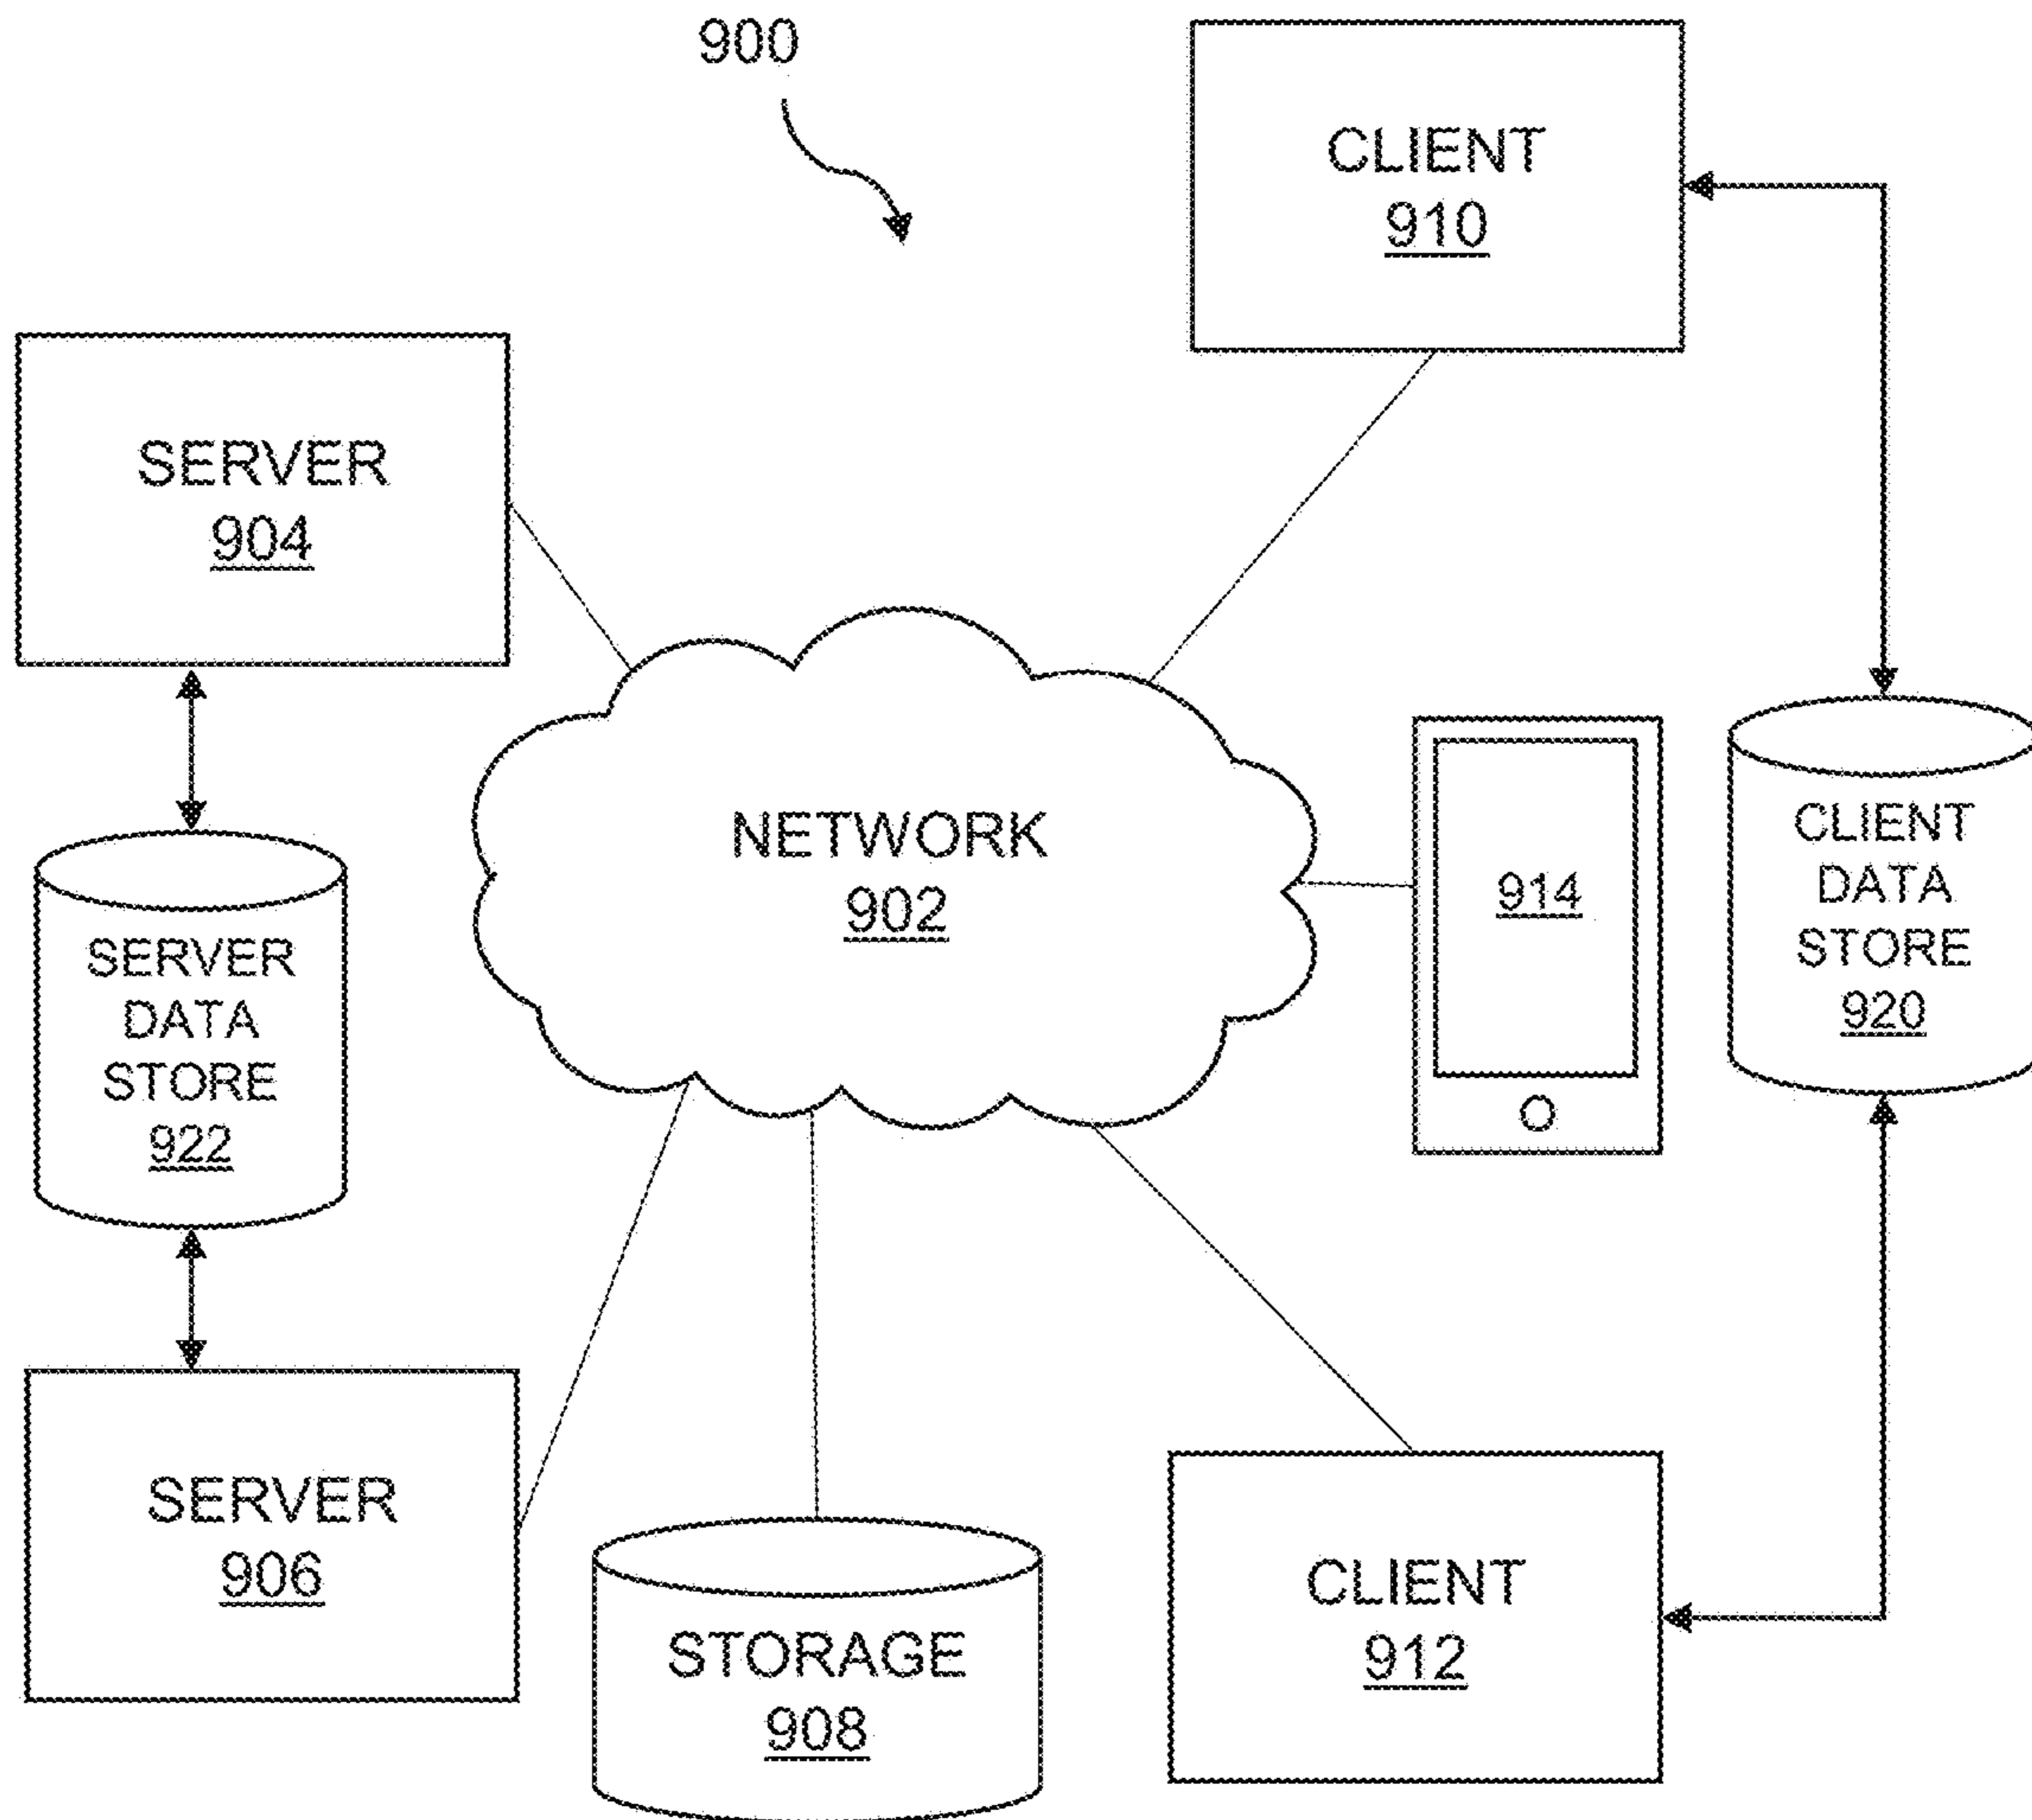 900
CLIENT
910
SERVER
904
NETWORK
902
914
CLIENT
DATA
STORE
920
SERVER
DATA
STORE
922
SERVER
906
STORAGE
908
CLIENT
912